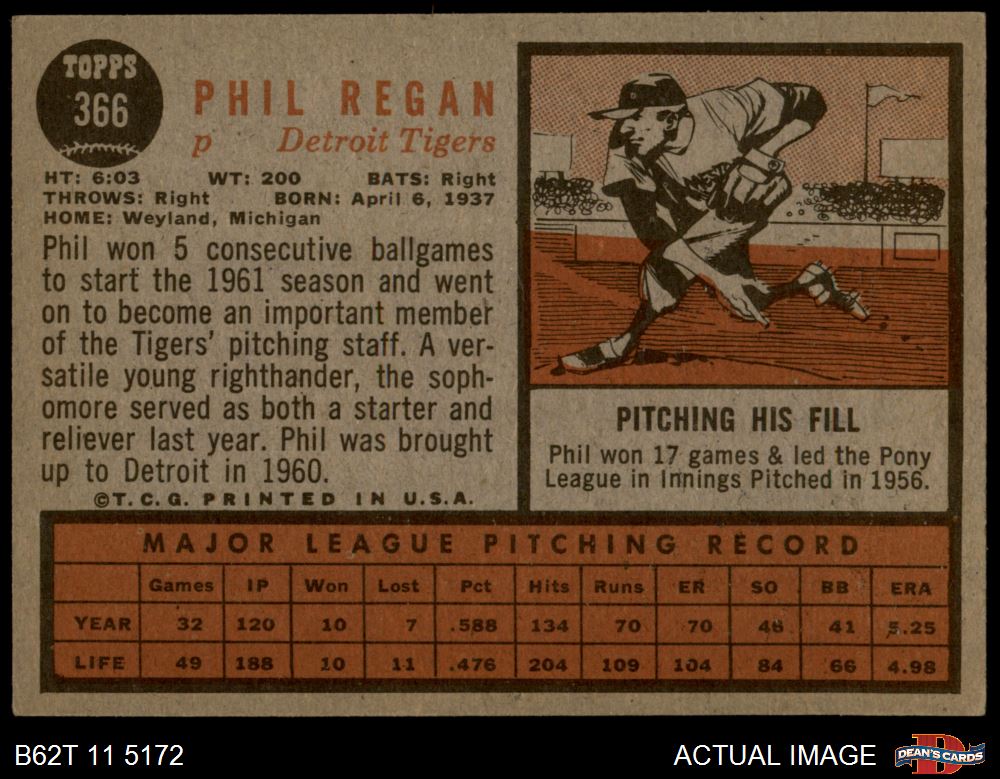 TOPPS
366
PHIL REGAN
p Detroit Tigers
HT: 6:03 WT: 200 BATS: Right
THROWS: Right BORN: April 6, 1937
HOME: Weyland, Michigan
Phil won 5 consecutive ballgames
to start the 1961 season and went
on to become an important member
of the Tigers' pitching staff. A ver-
satile young righthander, the soph-
omore served as both a starter and
reliever last year. Phil was brought
up to Detroit in 1960.
©T.C.G. PRINTED IN U.S.A.
PITCHING HIS FILL
Phil won 17 games & led the Pony
League in Innings Pitched in 1956.
MAJOR LEAGUE PITCHING RECORD
Games IP Won Lost Pct Hits Runs ER SO BB ERA
YEAR 32 120 10 7 .588 134 70 70 46 41 5.25
LIFE 49 188 10 11 .476 204 109 104 84 66 4.98
B62T 11 5172 ACTUAL IMAGE DEAN'S CARDS